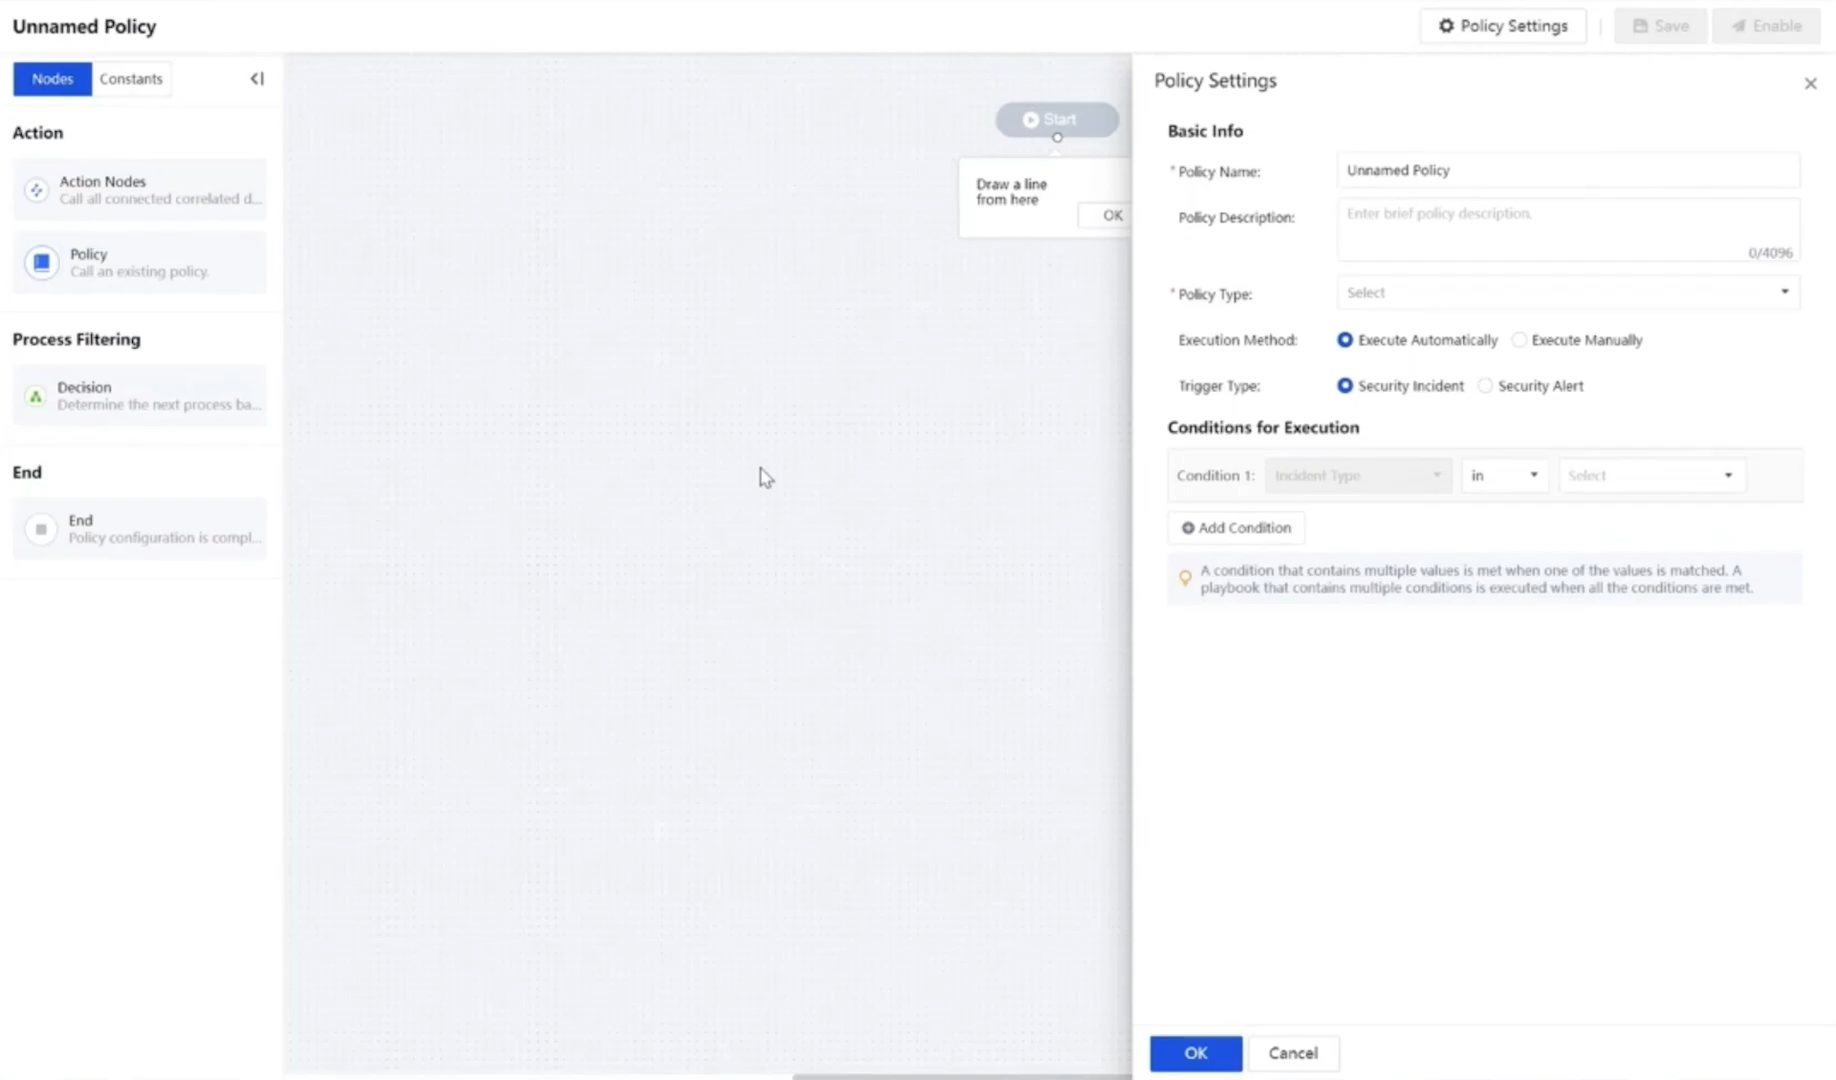 Unnamed Policy
Policy Settings
Save
Enable
Nodes
Constants
Action
Action Nodes
Call all connected correlated d...
Policy
Call an existing policy.
Process Filtering
Decision
Determine the next process ba...
End
End
Policy configuration is compl...
Start
Draw a line
from here
OK
Policy Settings
Basic Info
* Policy Name:
Unnamed Policy
Policy Description:
Enter brief policy description.
0/4096
* Policy Type:
Select
Execution Method:
Execute Automatically
Execute Manually
Trigger Type:
Security Incident
Security Alert
Conditions for Execution
Condition 1:
Incident Type
in
Select
Add Condition
A condition that contains multiple values is met when one of the values is matched. A
playbook that contains multiple conditions is executed when all the conditions are met.
OK
Cancel